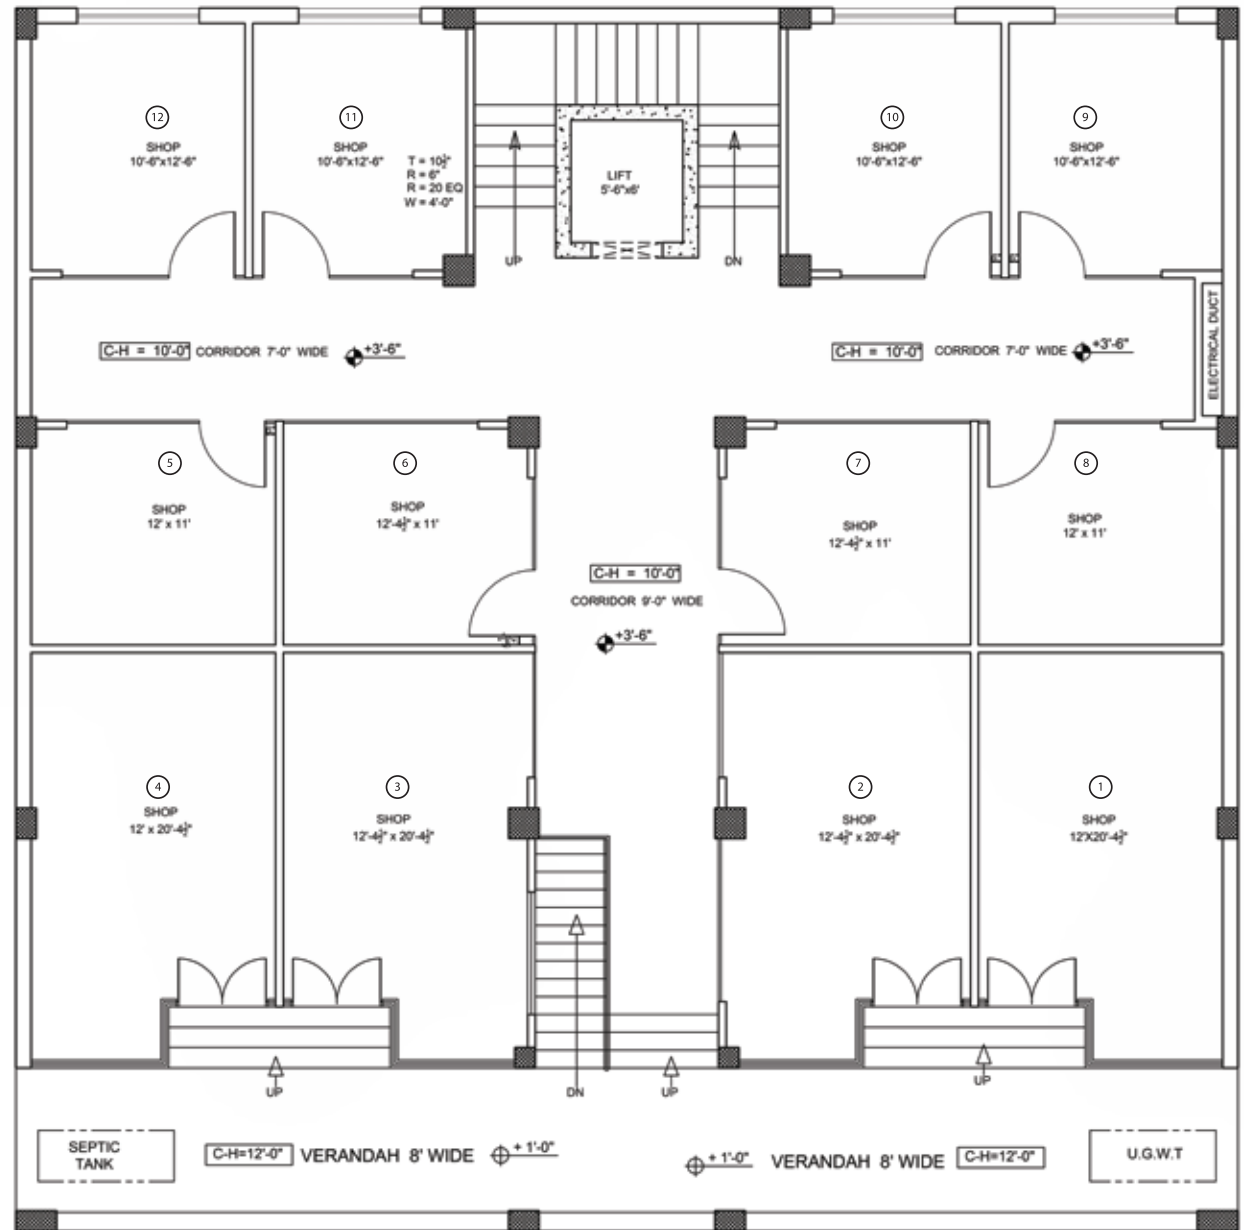 12
SHOP
10'-6"x12'-6"
11
SHOP
10'-6"x12'-6"
T = 10½"
R = 6"
R = 20 EQ
W = 4'-0"
UP
LIFT
5'-6"x6'
DN
10
SHOP
10'-6"x12'-6"
9
SHOP
10'-6"x12'-6"
C-H = 10'-0" CORRIDOR 7'-0" WIDE +3'-6"
C-H = 10'-0" CORRIDOR 7'-0" WIDE +3'-6"
ELECTRICAL DUCT
5
SHOP
12' x 11'
6
SHOP
12'-4½" x 11'
7
SHOP
12'-4½" x 11'
8
SHOP
12' x 11'
C-H = 10'-0"
CORRIDOR 9'-0" WIDE
+3'-6"
4
SHOP
12' x 20'-4½"
3
SHOP
12'-4½" x 20'-4½"
2
SHOP
12'-4½" x 20'-4½"
1
SHOP
12'X20'-4½"
UP
DN
UP
UP
SEPTIC
TANK
C-H=12'-0" VERANDAH 8' WIDE + 1'-0"
+ 1'-0" VERANDAH 8' WIDE C-H=12'-0"
U.G.W.T